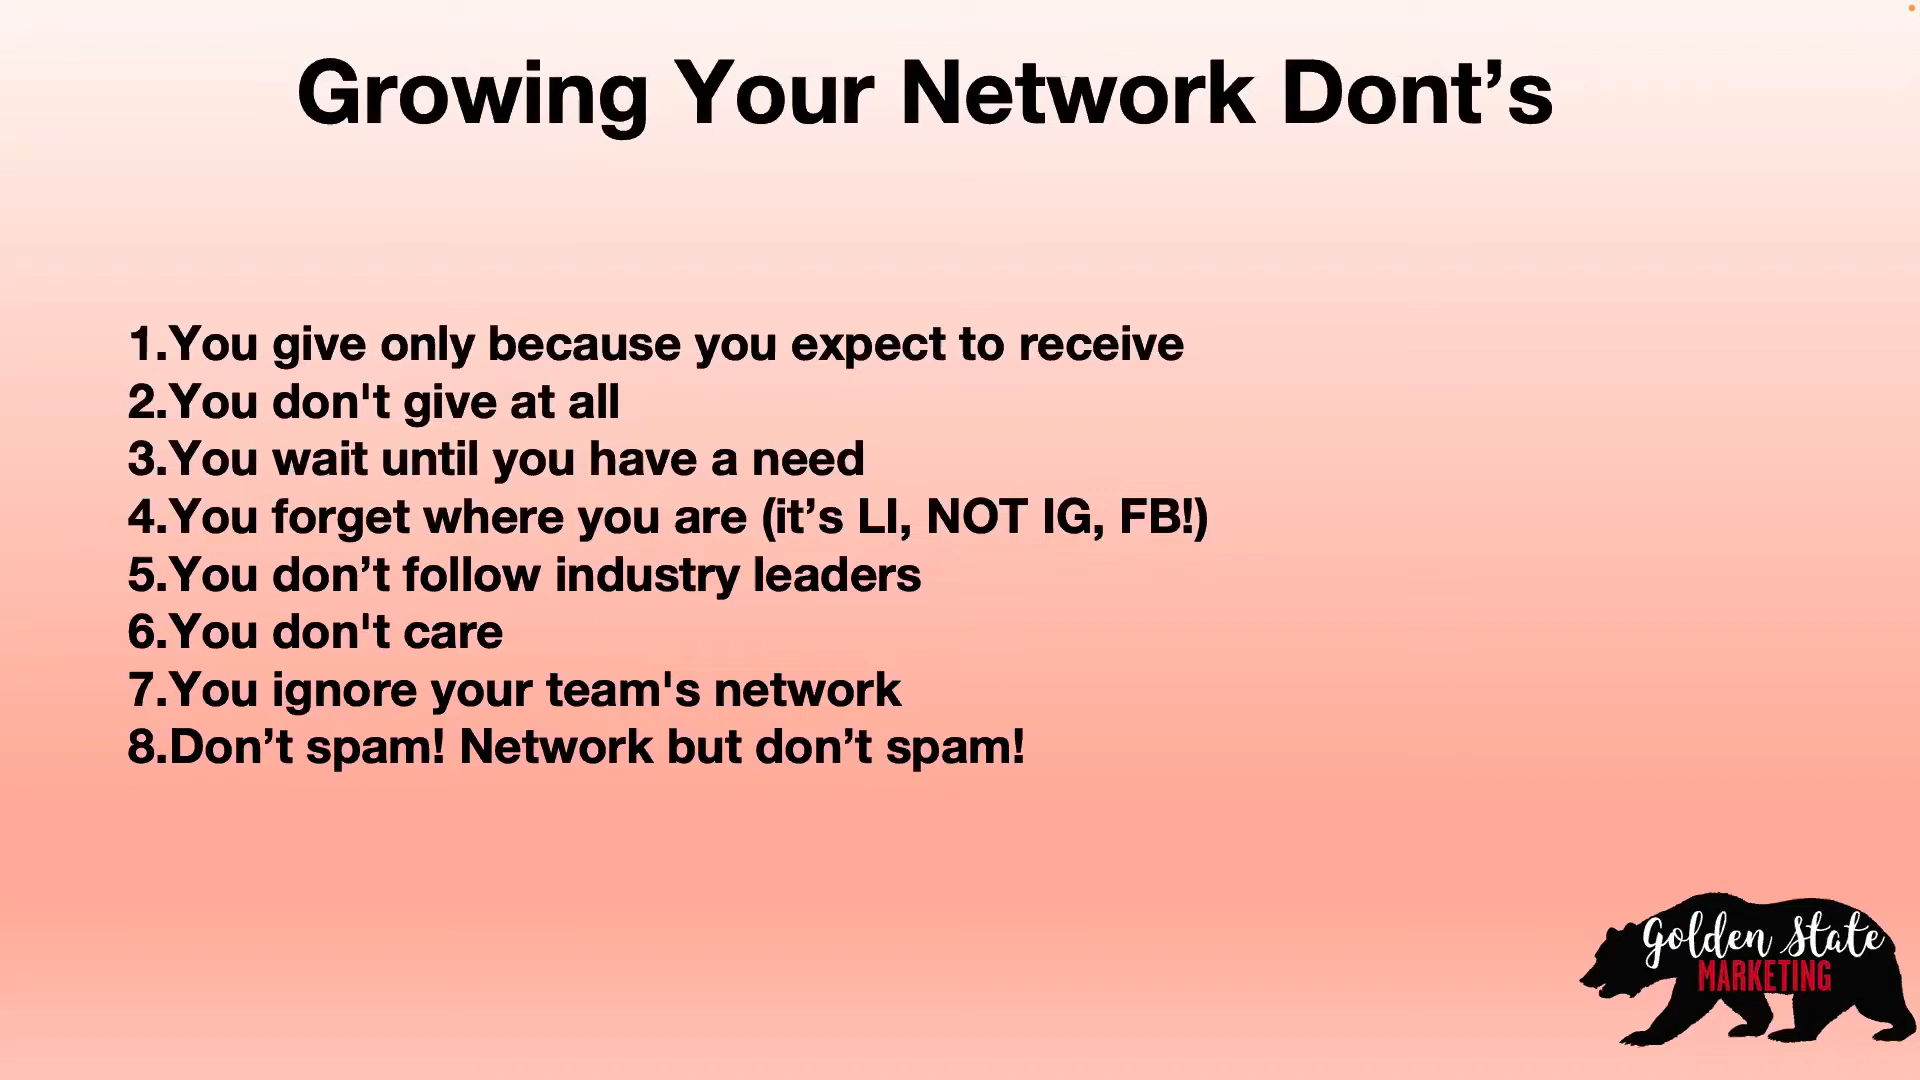 Growing Your Network Dont’s
1.You give only because you expect to receive
2.You don't give at all
3.You wait until you have a need
4.You forget where you are (it’s LI, NOT IG, FB!)
5.You don’t follow industry leaders
6.You don't care
7.You ignore your team's network
8.Don’t spam! Network but don’t spam!
Golden State
MARKETING